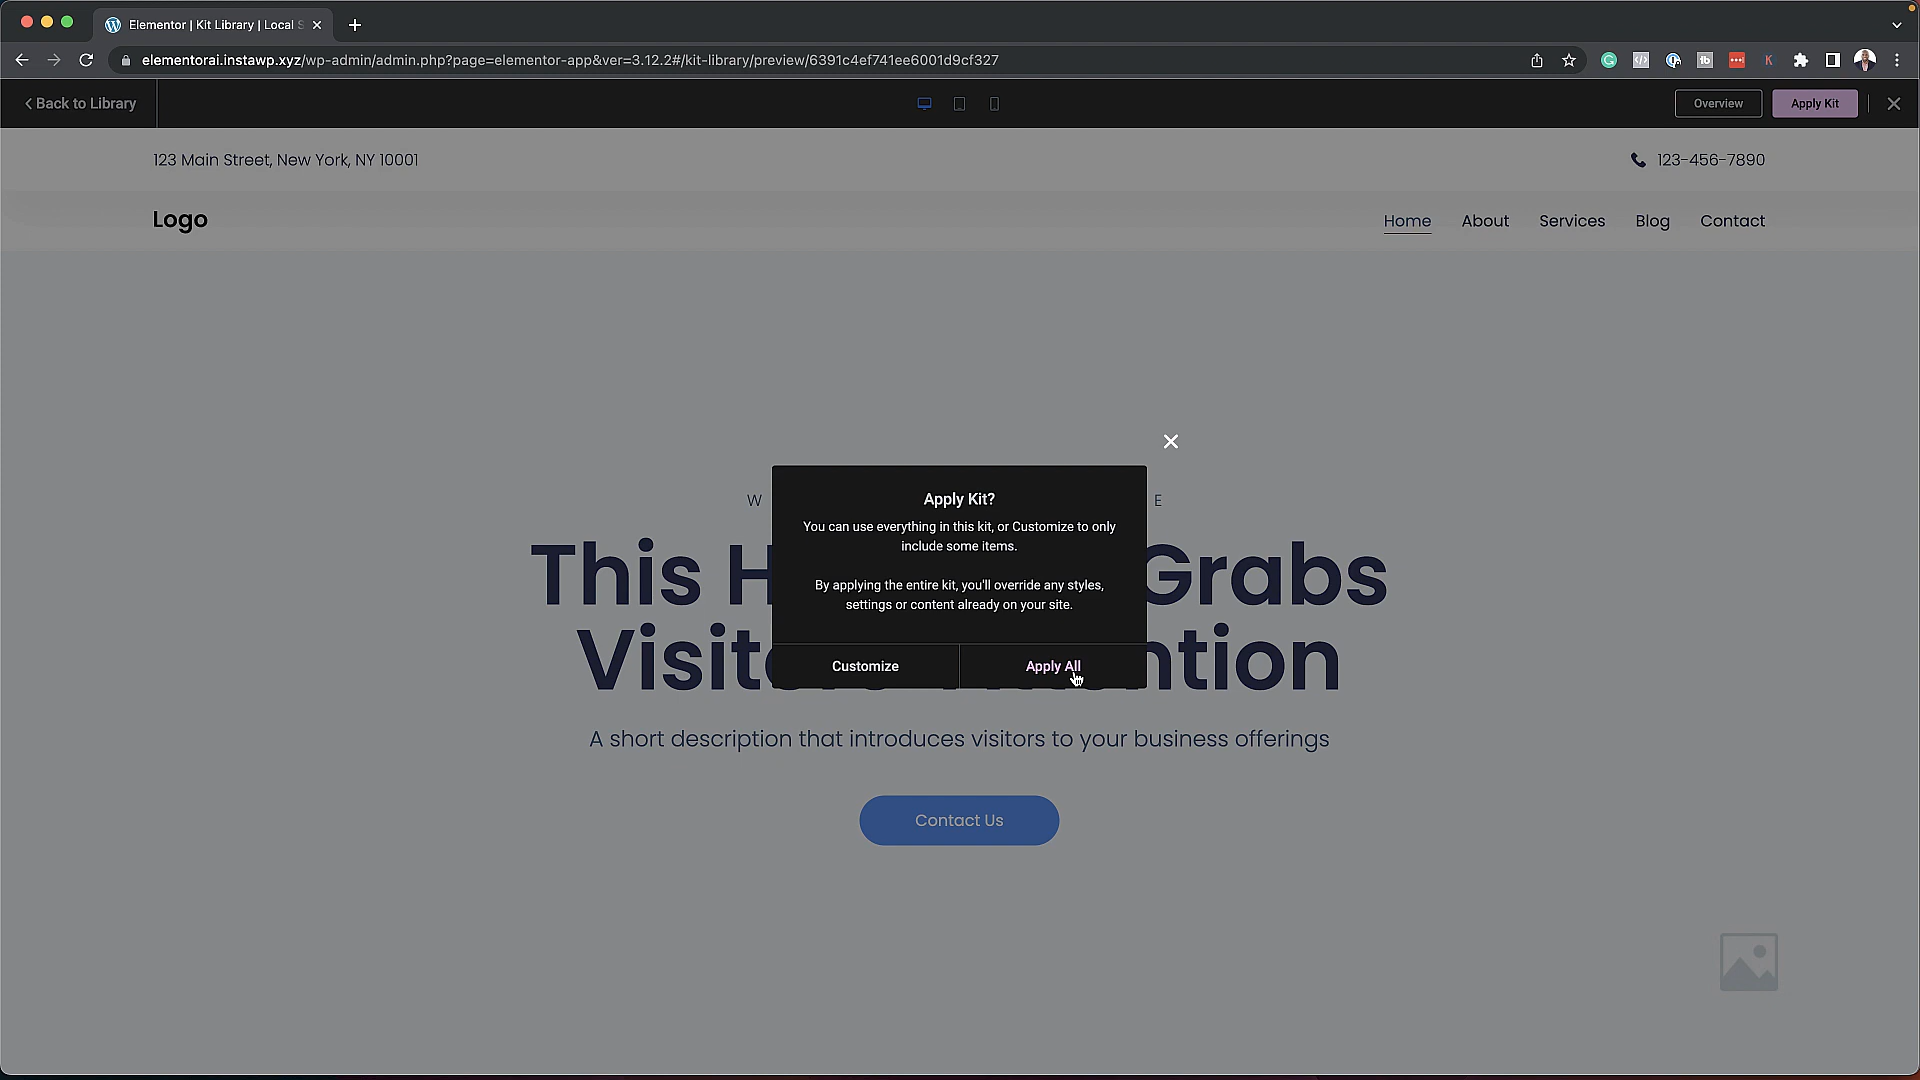 Elementor | Kit Library | Local S
elementorai.instawp.xyz/wp-admin/admin.php?page=elementor-app&ver=3.12.2#/kit-library/preview/6391c4ef741ee6001d9cf327
Back to Library
Overview
Apply Kit
123 Main Street, New York, NY 10001
123-456-7890
Logo
Home
About
Services
Blog
Contact
W
E
Apply Kit?
You can use everything in this kit, or Customize to only
include some items.
By applying the entire kit, you'll override any styles,
settings or content already on your site.
Customize
Apply All
This H
Grabs
Visit
ntion
A short description that introduces visitors to your business offerings
Contact Us